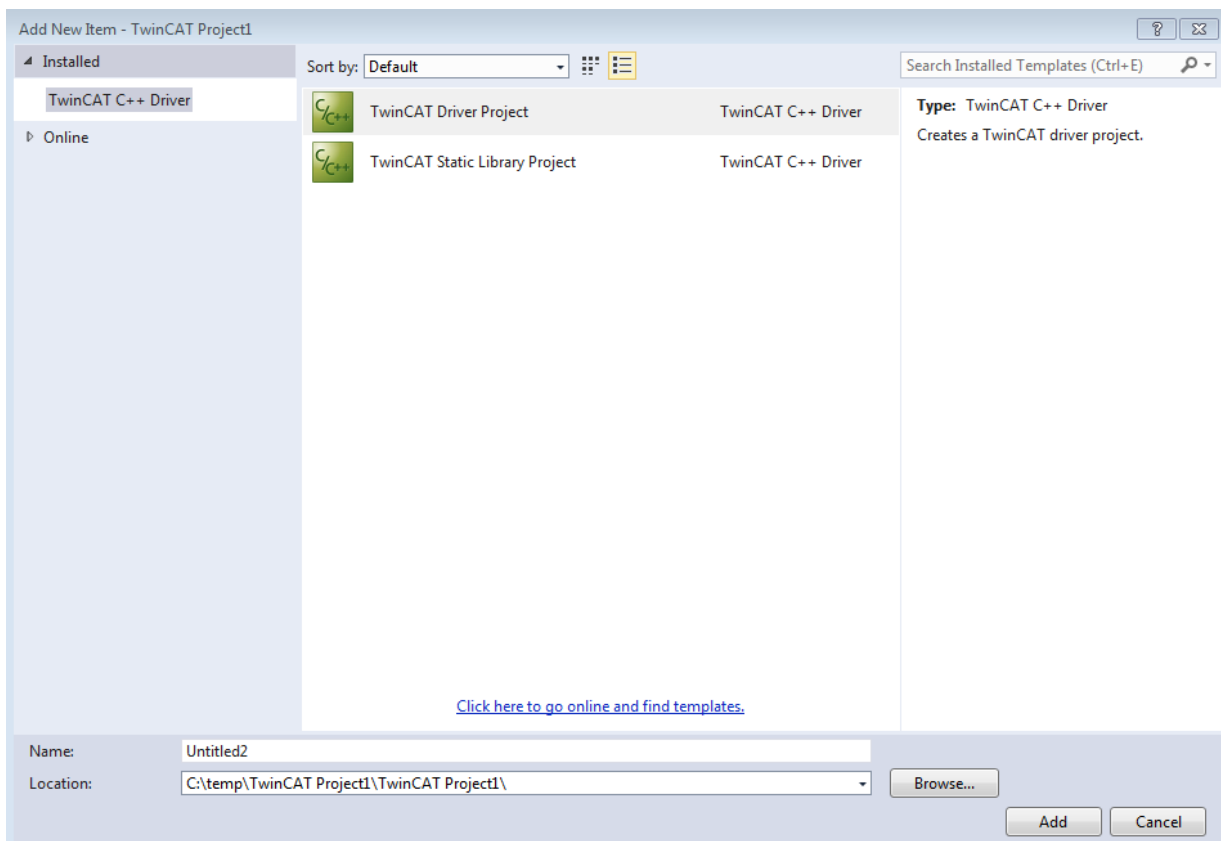 Add New Item - TwinCAT Project1
Installed
TwinCAT C++ Driver
Online
Sort by: Default
Search Installed Templates (Ctrl+E)
C/C++ TwinCAT Driver Project TwinCAT C++ Driver
C/C++ TwinCAT Static Library Project TwinCAT C++ Driver
Type: TwinCAT C++ Driver
Creates a TwinCAT driver project.
Click here to go online and find templates.
Name: Untitled2
Location: C:\temp\TwinCAT Project1\TwinCAT Project1\ Browse...
Add Cancel